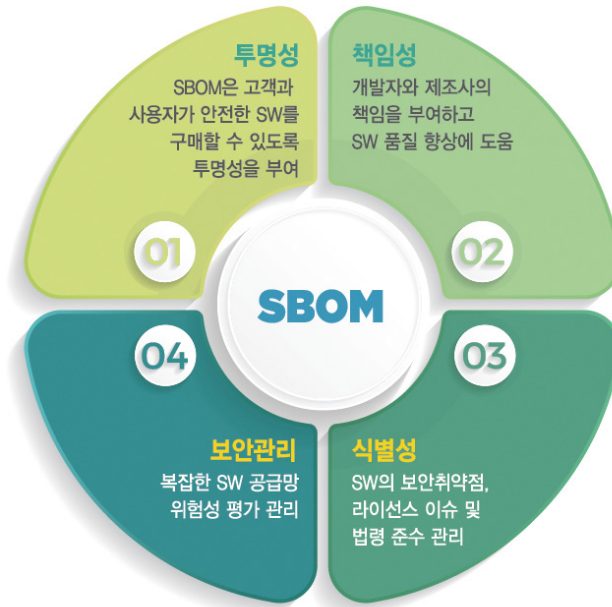 투명성
SBOM은 고객과
사용자가 안전한 SW를
구매할 수 있도록
투명성을 부여
01
책임성
개발자와 제조사의
책임을 부여하고
SW 품질 향상에 도움
02
SBOM
04
보안관리
복잡한 SW 공급망
위험성 평가 관리
03
식별성
SW의 보안취약점,
라이선스 이슈 및
법령 준수 관리